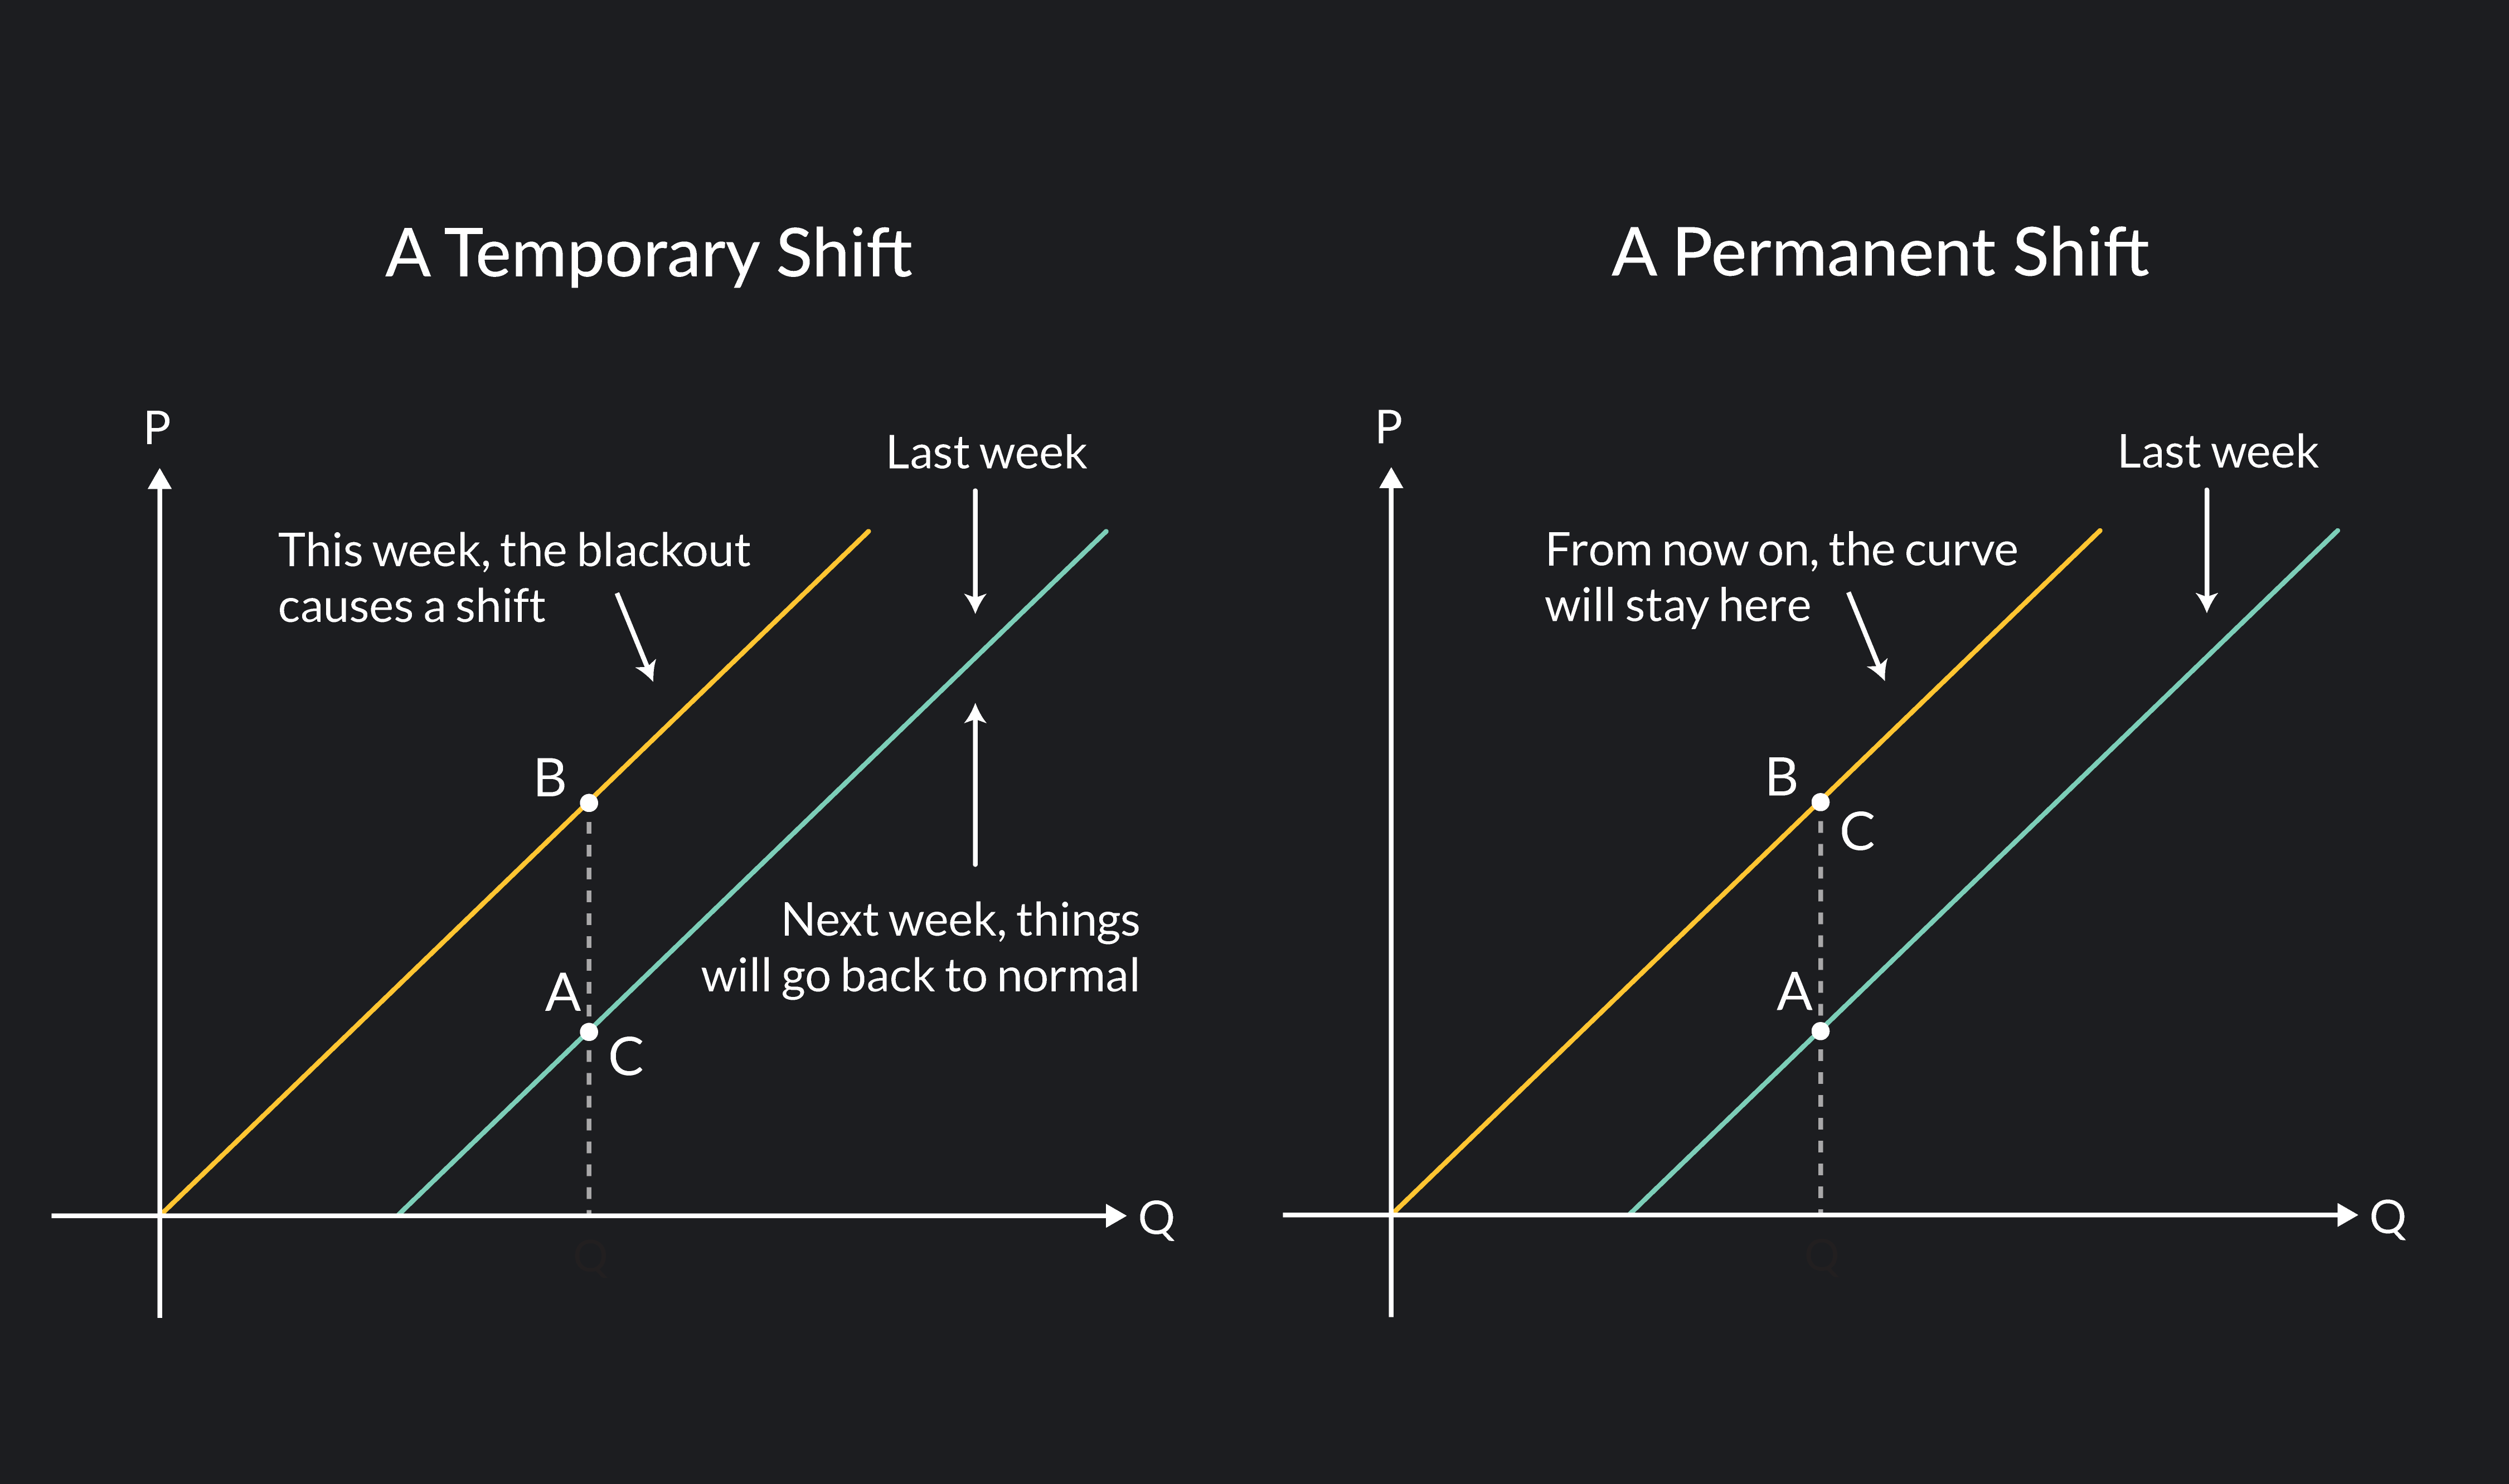 A Temporary Shift
P
Last week
This week, the blackout
causes a shift
B
A
C
Next week, things
will go back to normal
Q
Q
A Permanent Shift
P
Last week
From now on, the curve
will stay here
B
C
A
Q
Q